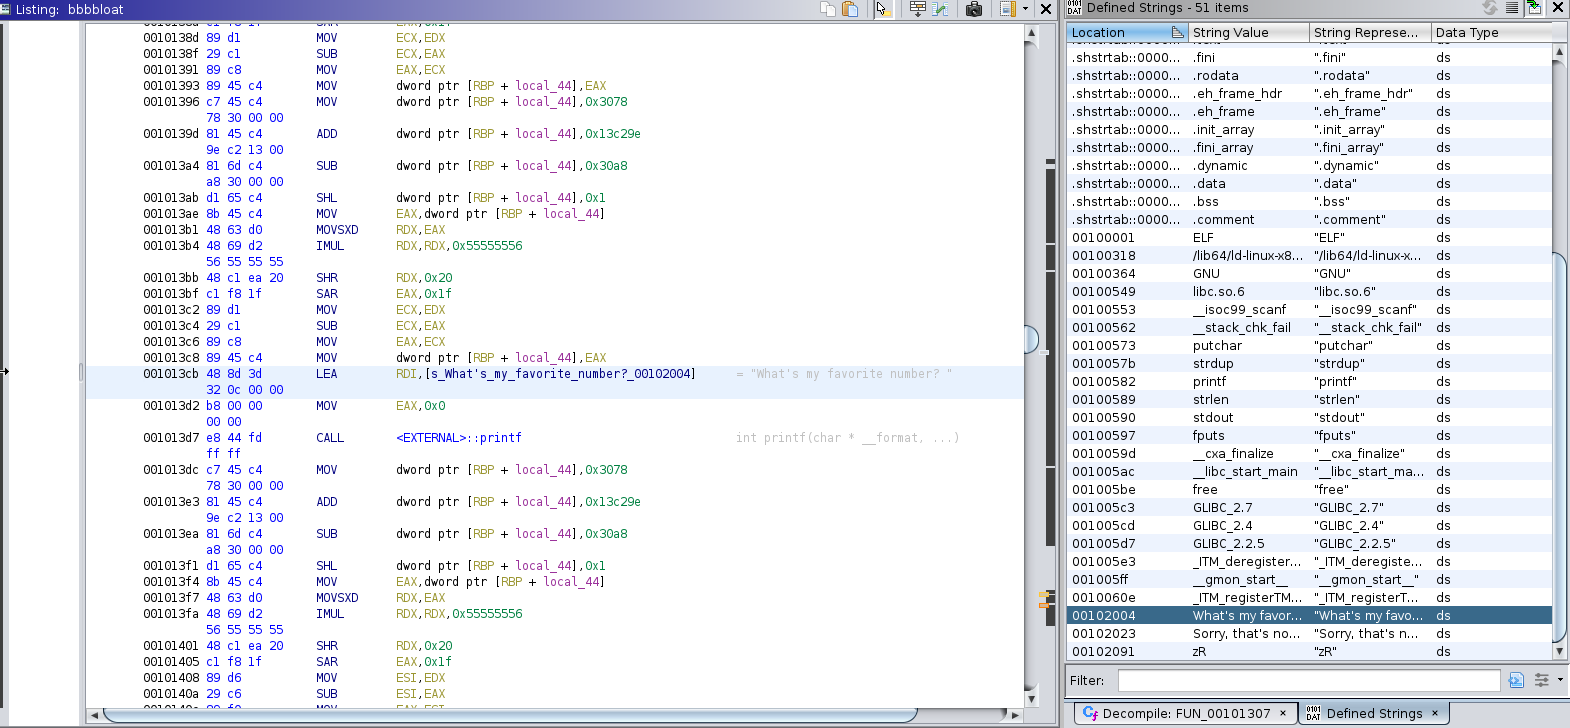 Listing: bbbbloat
0010138d 89 d1 MOV ECX,EDX
0010138f 29 c1 SUB ECX,EAX
00101391 89 c8 MOV EAX,ECX
00101393 89 45 c4 MOV dword ptr [RBP + local_44],EAX
00101396 c7 45 c4 MOV dword ptr [RBP + local_44],0x3078
78 30 00 00
0010139d 81 45 c4 ADD dword ptr [RBP + local_44],0x13c29e
9e c2 13 00
001013a4 81 6d c4 SUB dword ptr [RBP + local_44],0x30a8
a8 30 00 00
001013ab d1 65 c4 SHL dword ptr [RBP + local_44],0x1
001013ae 8b 45 c4 MOV EAX,dword ptr [RBP + local_44]
001013b1 48 63 d0 MOVSXD RDX,EAX
001013b4 48 69 d2 IMUL RDX,RDX,0x55555556
56 55 55 55
001013bb 48 c1 ea 20 SHR RDX,0x20
001013bf c1 f8 1f SAR EAX,0x1f
001013c2 89 d1 MOV ECX,EDX
001013c4 29 c1 SUB ECX,EAX
001013c6 89 c8 MOV EAX,ECX
001013c8 89 45 c4 MOV dword ptr [RBP + local_44],EAX
001013cb 48 8d 3d LEA RDI,[s_What's_my_favorite_number?_00102004] = "What's my favorite number? "
32 0c 00 00
001013d2 b8 00 00 MOV EAX,0x0
00 00
001013d7 e8 44 fd CALL <EXTERNAL>::printf int printf(char * __format, ...)
ff ff
001013dc c7 45 c4 MOV dword ptr [RBP + local_44],0x3078
78 30 00 00
001013e3 81 45 c4 ADD dword ptr [RBP + local_44],0x13c29e
9e c2 13 00
001013ea 81 6d c4 SUB dword ptr [RBP + local_44],0x30a8
a8 30 00 00
001013f1 d1 65 c4 SHL dword ptr [RBP + local_44],0x1
001013f4 8b 45 c4 MOV EAX,dword ptr [RBP + local_44]
001013f7 48 63 d0 MOVSXD RDX,EAX
001013fa 48 69 d2 IMUL RDX,RDX,0x55555556
56 55 55 55
00101401 48 c1 ea 20 SHR RDX,0x20
00101405 c1 f8 1f SAR EAX,0x1f
00101408 89 d6 MOV ESI,EDX
0010140a 29 c6 SUB ESI,EAX
Defined Strings - 51 items
Location String Value String Represe... Data Type
.shstrtab::0000... .fini ".fini" ds
.shstrtab::0000... .rodata ".rodata" ds
.shstrtab::0000... .eh_frame_hdr ".eh_frame_hdr" ds
.shstrtab::0000... .eh_frame ".eh_frame" ds
.shstrtab::0000... .init_array ".init_array" ds
.shstrtab::0000... .fini_array ".fini_array" ds
.shstrtab::0000... .dynamic ".dynamic" ds
.shstrtab::0000... .data ".data" ds
.shstrtab::0000... .bss ".bss" ds
.shstrtab::0000... .comment ".comment" ds
00100001 ELF "ELF" ds
00100318 /lib64/ld-linux-x8... "/lib64/ld-linux-x... ds
00100364 GNU "GNU" ds
00100549 libc.so.6 "libc.so.6" ds
00100553 __isoc99_scanf "__isoc99_scanf" ds
00100562 __stack_chk_fail "__stack_chk_fail" ds
00100573 putchar "putchar" ds
0010057b strdup "strdup" ds
00100582 printf "printf" ds
00100589 strlen "strlen" ds
00100590 stdout "stdout" ds
00100597 fputs "fputs" ds
0010059d __cxa_finalize "__cxa_finalize" ds
001005ac __libc_start_main "__libc_start_ma... ds
001005be free "free" ds
001005c3 GLIBC_2.7 "GLIBC_2.7" ds
001005cd GLIBC_2.4 "GLIBC_2.4" ds
001005d7 GLIBC_2.2.5 "GLIBC_2.2.5" ds
001005e3 _ITM_deregister... "_ITM_deregiste... ds
001005ff __gmon_start__ "__gmon_start__" ds
0010060e _ITM_registerTM... "_ITM_registerT... ds
00102004 What's my favor... "What's my favo... ds
00102023 Sorry, that's no... "Sorry, that's n... ds
00102091 zR "zR" ds
Filter:
Decompile: FUN_00101307 ×
Defined Strings ×